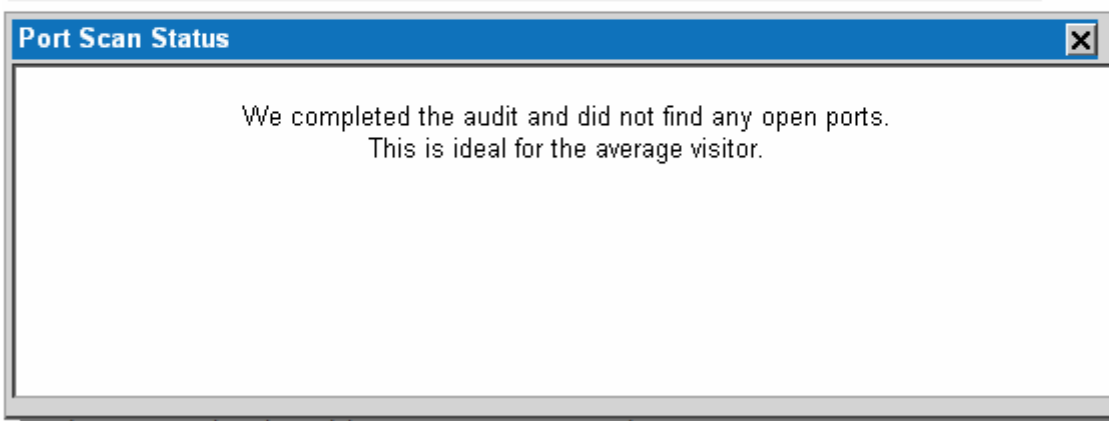 Port Scan Status
We completed the audit and did not find any open ports.
This is ideal for the average visitor.